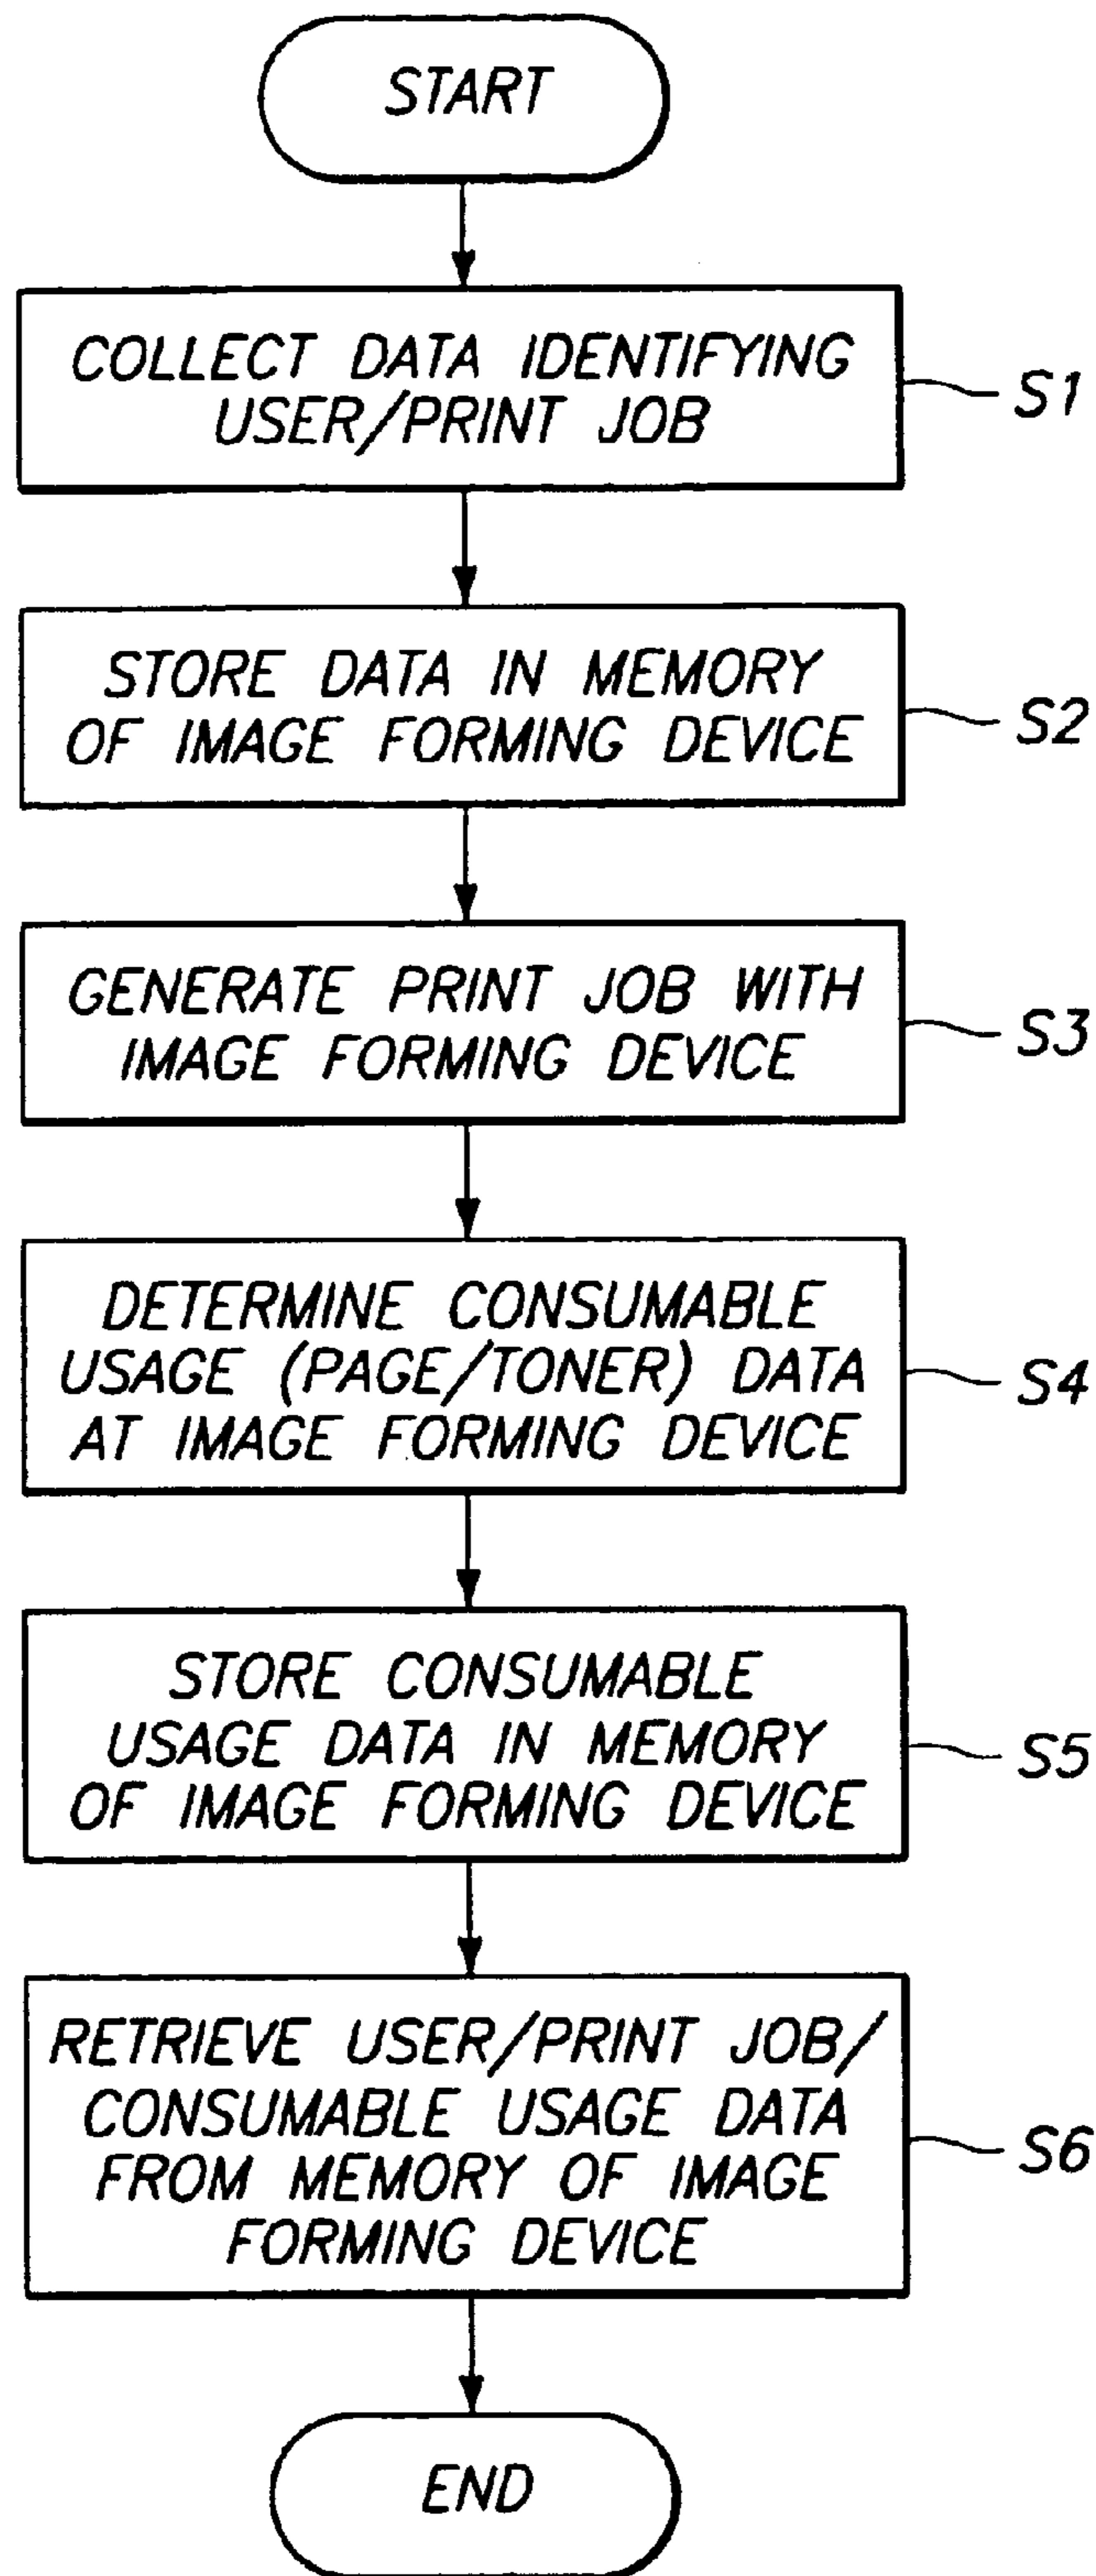 START
COLLECT DATA IDENTIFYING
USER/PRINT JOB
S1
STORE DATA IN MEMORY
OF IMAGE FORMING DEVICE
S2
GENERATE PRINT JOB WITH
IMAGE FORMING DEVICE
S3
DETERMINE CONSUMABLE
USAGE (PAGE/TONER) DATA
AT IMAGE FORMING DEVICE
S4
STORE CONSUMABLE
USAGE DATA IN MEMORY
OF IMAGE FORMING DEVICE
S5
RETRIEVE USER/PRINT JOB/
CONSUMABLE USAGE DATA
FROM MEMORY OF IMAGE
FORMING DEVICE
S6
END